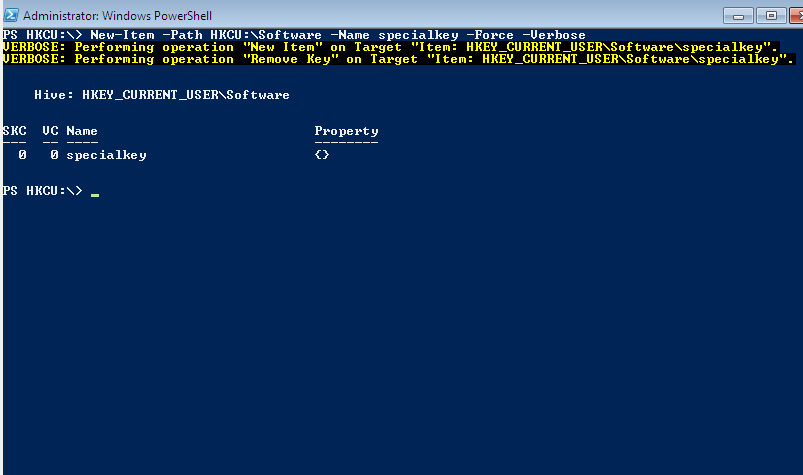 Administrator: Windows PowerShell
PS HKCU:\> New-Item -Path HKCU:\Software -Name specialkey -Force -Verbose
VERBOSE: Performing operation "New Item" on Target "Item: HKEY_CURRENT_USER\Software\specialkey".
VERBOSE: Performing operation "Remove Key" on Target "Item: HKEY_CURRENT_USER\Software\specialkey".
Hive: HKEY_CURRENT_USER\Software
SKC VC Name Property
--- -- ---- --------
0 0 specialkey {}
PS HKCU:\> _